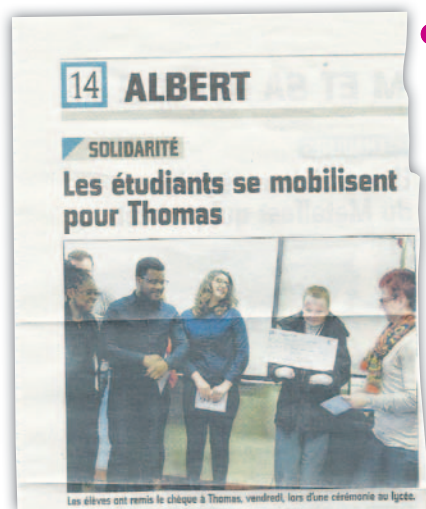 14 ALBERT
SOLIDARITÉ
Les étudiants se mobilisent
pour Thomas
Les élèves ont remis le chèque à Thomas, vendredi, lors d'une cérémonie au lycée.